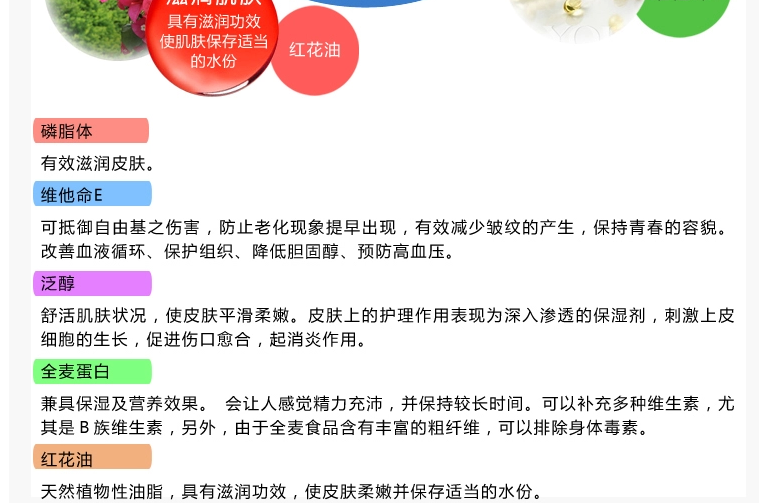 具有滋润功效
使肌肤保存适当
的水份
红花油
磷脂体
有效滋润皮肤。
维他命E
可抵御自由基之伤害，防止老化现象提早出现，有效减少皱纹的产生，保持青春的容貌。
改善血液循环、保护组织、降低胆固醇、预防高血压。
泛醇
舒活肌肤状况，使皮肤平滑柔嫩。皮肤上的护理作用表现为深入渗透的保湿剂，刺激上皮
细胞的生长，促进伤口愈合，起消炎作用。
全麦蛋白
兼具保湿及营养效果。 会让人感觉精力充沛，并保持较长时间。可以补充多种维生素，尤
其是 B 族维生素，另外，由于全麦食品含有丰富的粗纤维，可以排除身体毒素。
红花油
天然植物性油脂，具有滋润功效，使皮肤柔嫩并保存适当的水份。